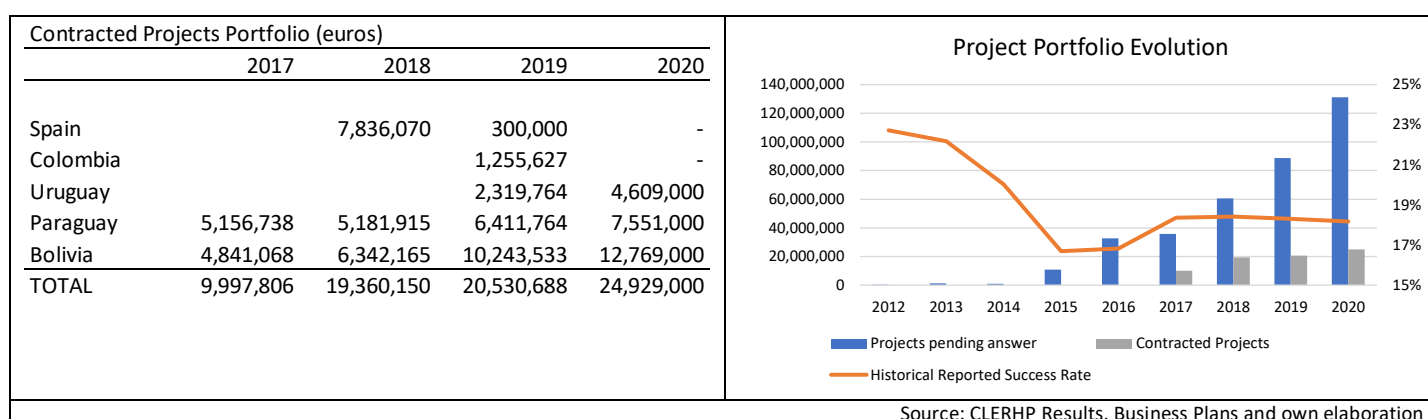 Contracted Projects Portfolio (euros)
2017 2018 2019 2020
Spain 7,836,070 300,000 -
Colombia 1,255,627 -
Uruguay 2,319,764 4,609,000
Paraguay 5,156,738 5,181,915 6,411,764 7,551,000
Bolivia 4,841,068 6,342,165 10,243,533 12,769,000
TOTAL 9,997,806 19,360,150 20,530,688 24,929,000
Project Portfolio Evolution
140,000,000 25%
120,000,000 23%
100,000,000 21%
80,000,000
60,000,000 19%
40,000,000 17%
20,000,000
0 15%
2012 2013 2014 2015 2016 2017 2018 2019 2020
Projects pending answer Contracted Projects
Historical Reported Success Rate
Source: CLERHP Results, Business Plans and own elaboration